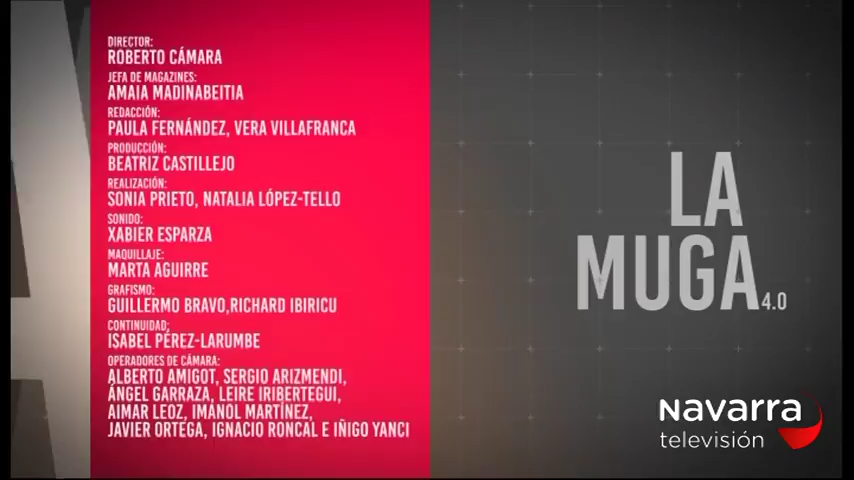 DIRECTOR:
ROBERTO CÁMARA
JEFA DE MAGAZINES:
AMAIA MADINABEITIA
REDACCIÓN:
PAULA FERNÁNDEZ, VERA VILLAFRANCA
PRODUCCIÓN:
BEATRIZ CASTILLEJO
REALIZACIÓN:
SONIA PRIETO, NATALIA LÓPEZ-TELLO
SONIDO:
XABIER ESPARZA
MAQUILLAJE:
MARTA AGUIRRE
GRAFISMO:
GUILLERMO BRAVO,RICHARD IBIRICU
CONTINUIDAD;
ISABEL PÉREZ-LARUMBE
OPERADORES DE CÁMARA:
ALBERTO AMIGOT, SERGIO ARIZMENDI,
ÁNGEL GARRAZA, LEIRE IRIBERTEGUI,
AIMAR LEOZ, IMANOL MARTÍNEZ,
JAVIER ORTEGA, IGNACIO RONCAL E IÑIGO YANCI
LA
MUGA 4.0
Navarra
televisión